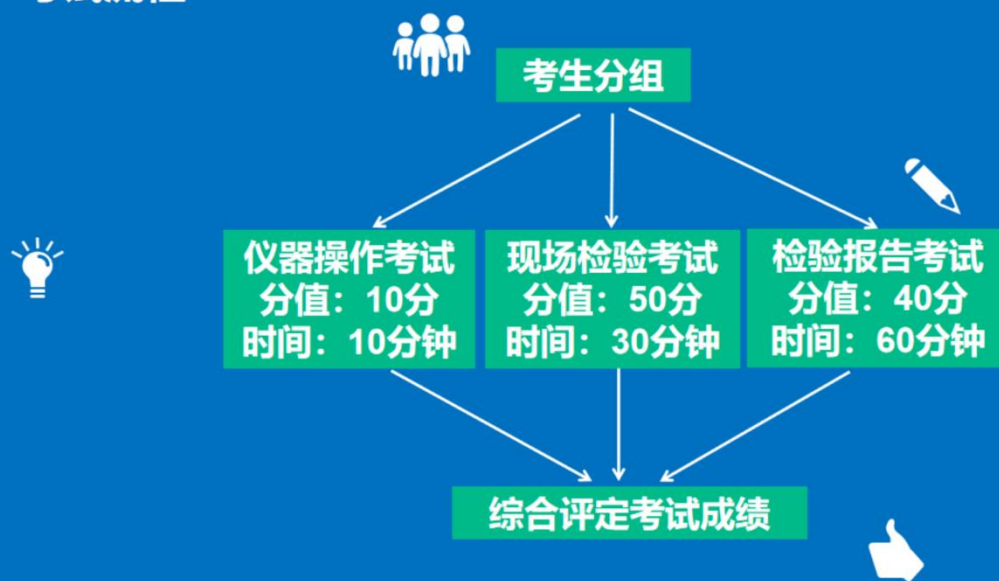 考生分组
仪器操作考试
分值：10分
时间：10分钟
现场检验考试
分值：50分
时间：30分钟
检验报告考试
分值：40分
时间：60分钟
综合评定考试成绩